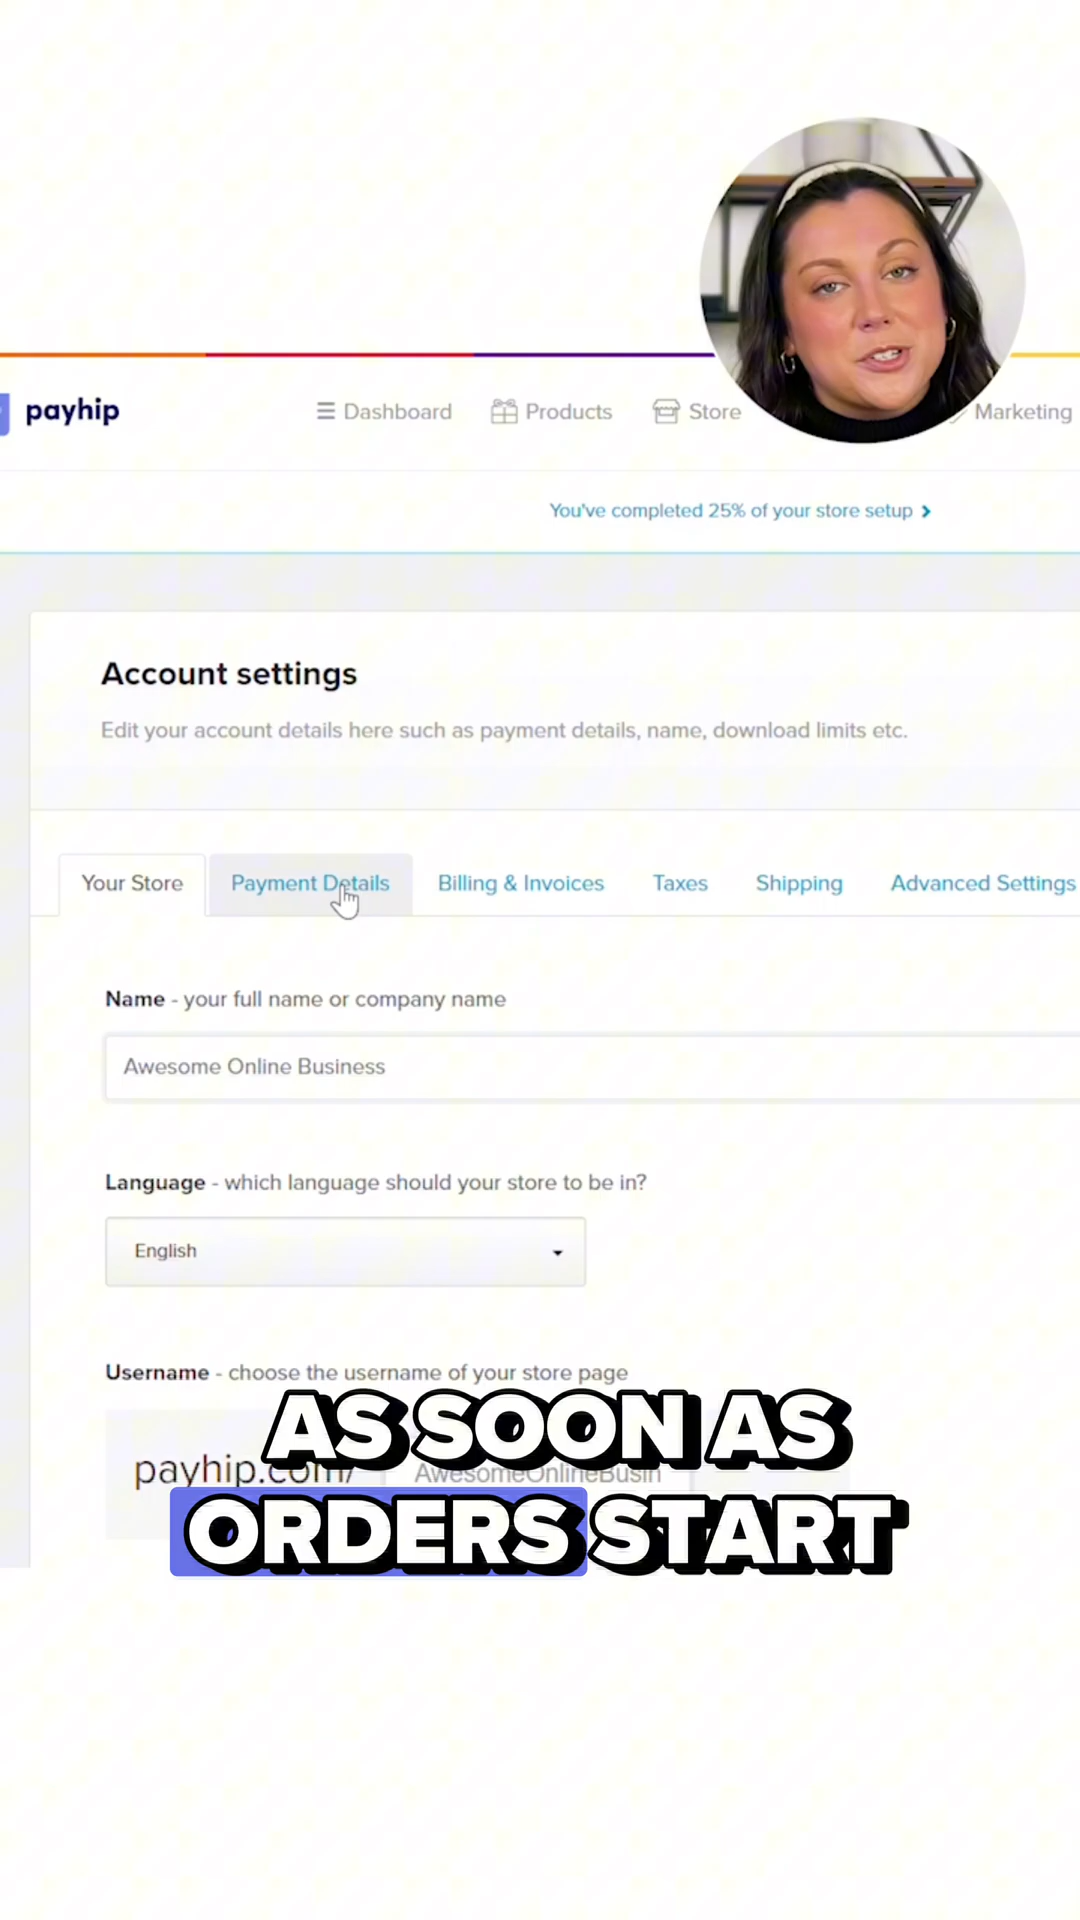 payhip
Dashboard Products Store Marketing
You've completed 25% of your store setup
Account settings
Edit your account details here such as payment details, name, download limits etc.
Your Store Payment Details Billing & Invoices Taxes Shipping Advanced Settings
Name - your full name or company name
Awesome Online Business
Language - which language should your store to be in?
English
Username - choose the username of your store page
payhip.com/ AwesomeOnlineBusin
AS SOON AS
ORDERS START